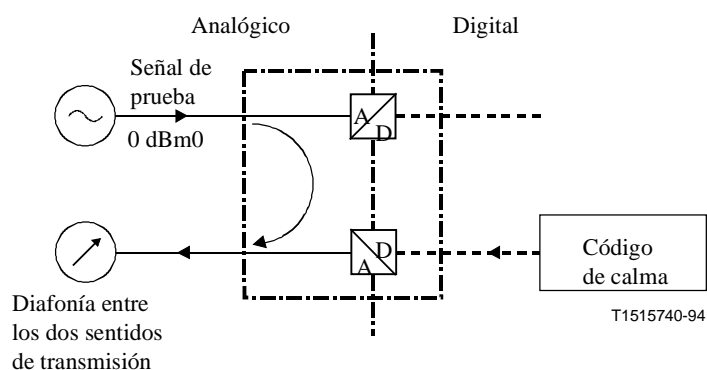 Analógico
Digital
Señal de
prueba
0 dBm0
A
D
D
A
Código
de calma
T1515740-94
Diafonía entre
los dos sentidos
de transmisión